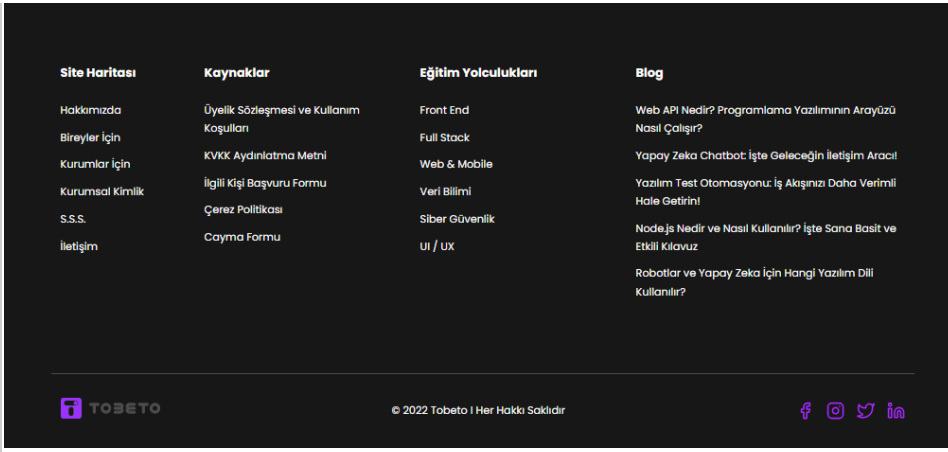 Site Haritası
Hakkımızda
Bireyler İçin
Kurumlar İçin
Kurumsal Kimlik
S.S.S.
İletişim
Kaynaklar
Üyelik Sözleşmesi ve Kullanım
Koşulları
KVKK Aydınlatma Metni
İlgili Kişi Başvuru Formu
Çerez Politikası
Cayma Formu
Eğitim Yolculukları
Front End
Full Stack
Web & Mobile
Veri Bilimi
Siber Güvenlik
UI / UX
Blog
Web API Nedir? Programlama Yazılımının Arayüzü
Nasıl Çalışır?
Yapay Zeka Chatbot: İşte Geleceğin İletişim Aracı!
Yazılım Test Otomasyonu: İş Akışınızı Daha Verimli
Hale Getirin!
Node.js Nedir ve Nasıl Kullanılır? İşte Sana Basit ve
Etkili Kılavuz
Robotlar ve Yapay Zeka İçin Hangi Yazılım Dili
Kullanılır?
TOBETO
© 2022 Tobeto I Her Hakkı Saklıdır